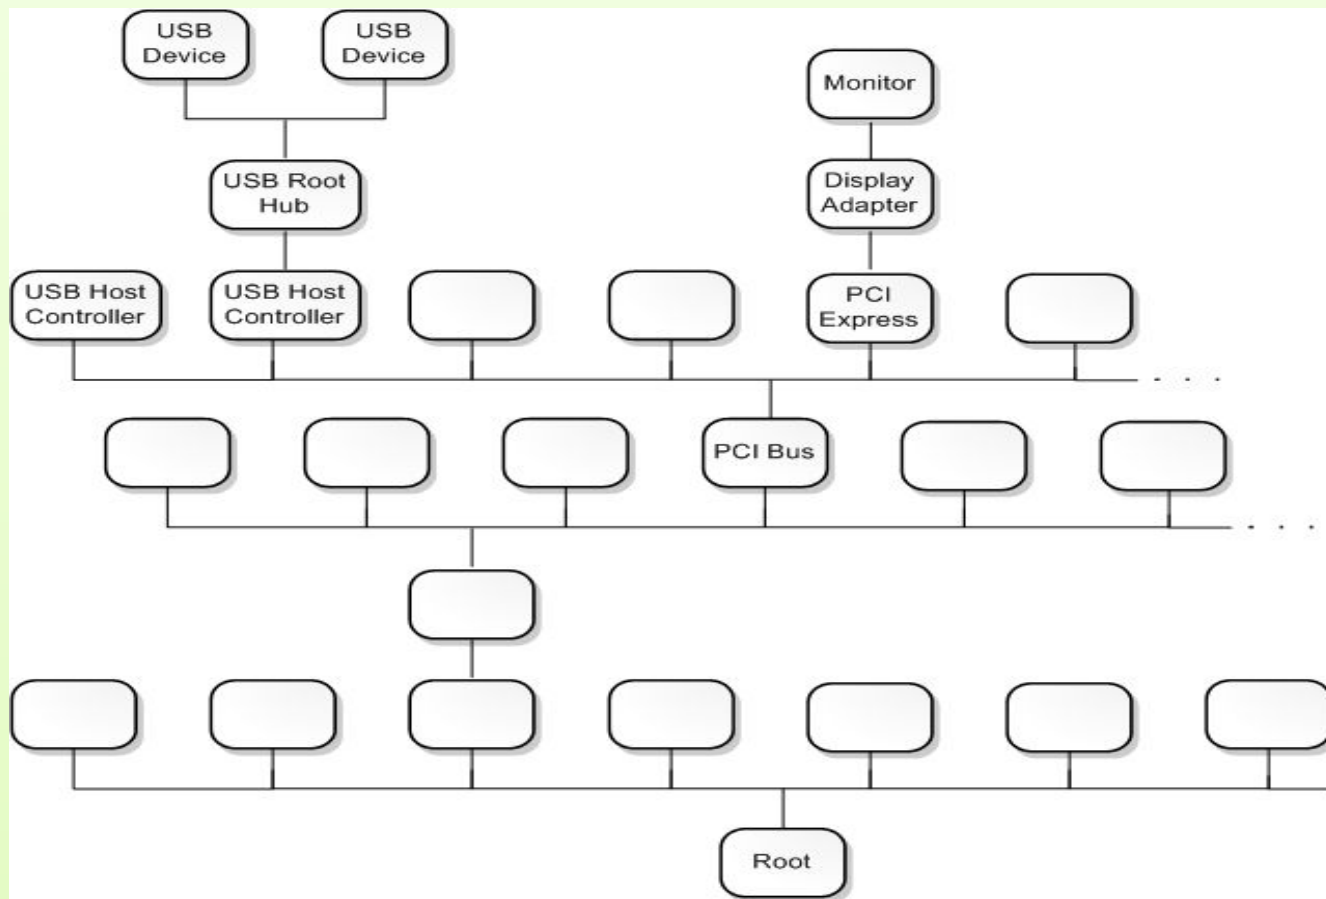 USB
Device
USB
Device
Monitor
USB Root
Hub
Display
Adapter
USB Host
Controller
USB Host
Controller
PCI
Express
PCI Bus
Root